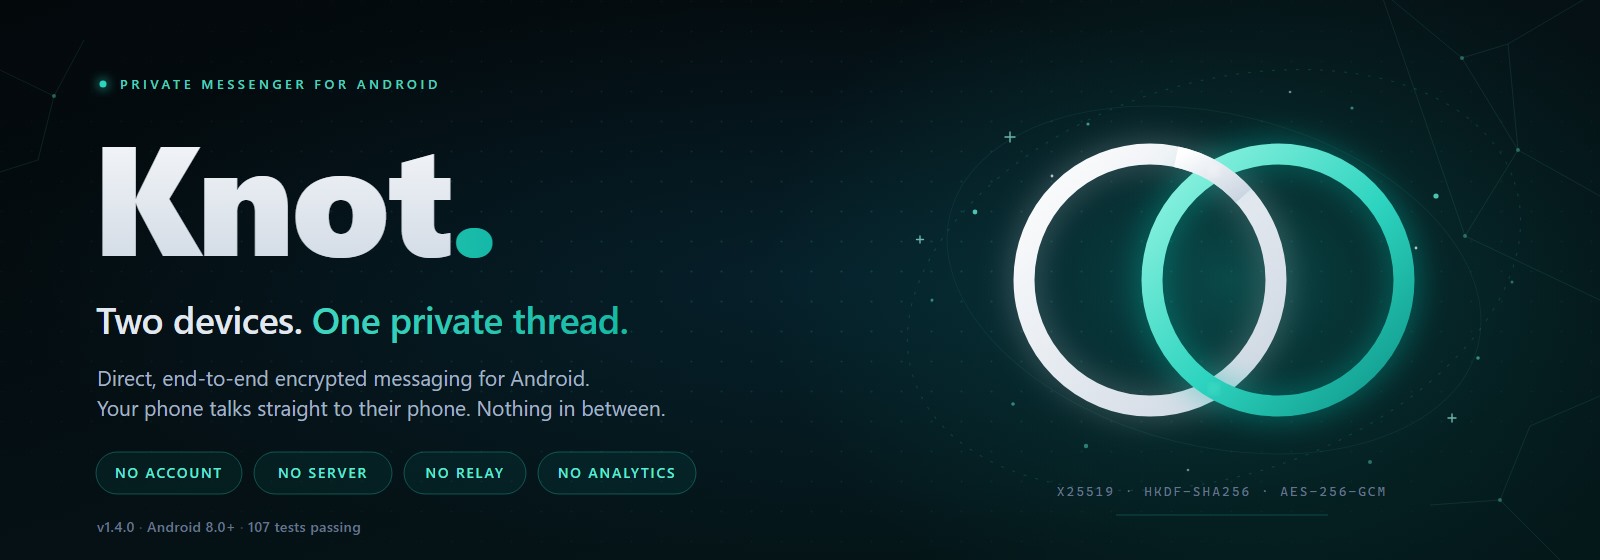 PRIVATE MESSENGER FOR ANDROID
Knot.
Two devices. One private thread.
Direct, end-to-end encrypted messaging for Android.
Your phone talks straight to their phone. Nothing in between.
NO ACCOUNT
NO SERVER
NO RELAY
NO ANALYTICS
v1.4.0 · Android 8.0+ · 107 tests passing
X25519 · HKDF-SHA256 · AES-256-GCM